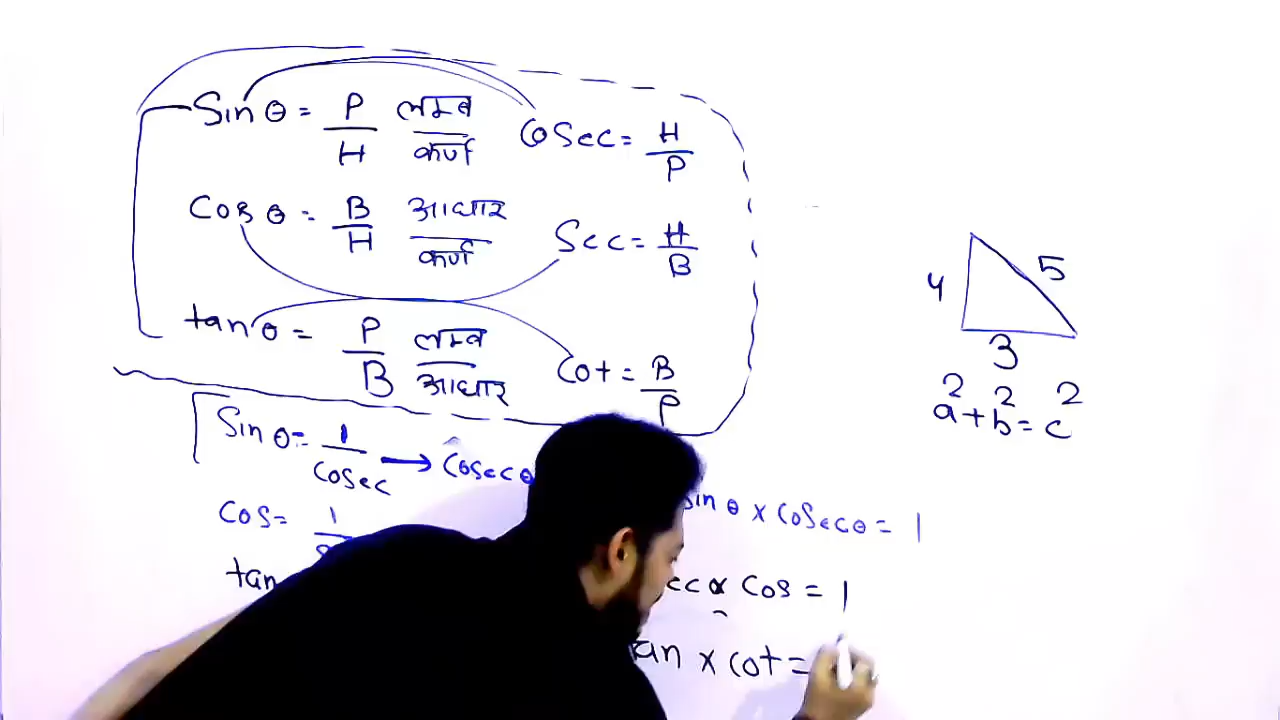 Sin θ = P/H लम्ब/कर्ण Cosec = H/P
Cos θ = B/H आधार/कर्ण Sec = H/B
tan θ = P/B लम्ब/आधार Cot = B/P
4 5
3
a² + b² = c²
Sin θ = 1/Cosec → Cosec θ
Sin θ × Cosec θ = 1
Cos = 1/
ec × Cos = 1
tan
tan × Cot =